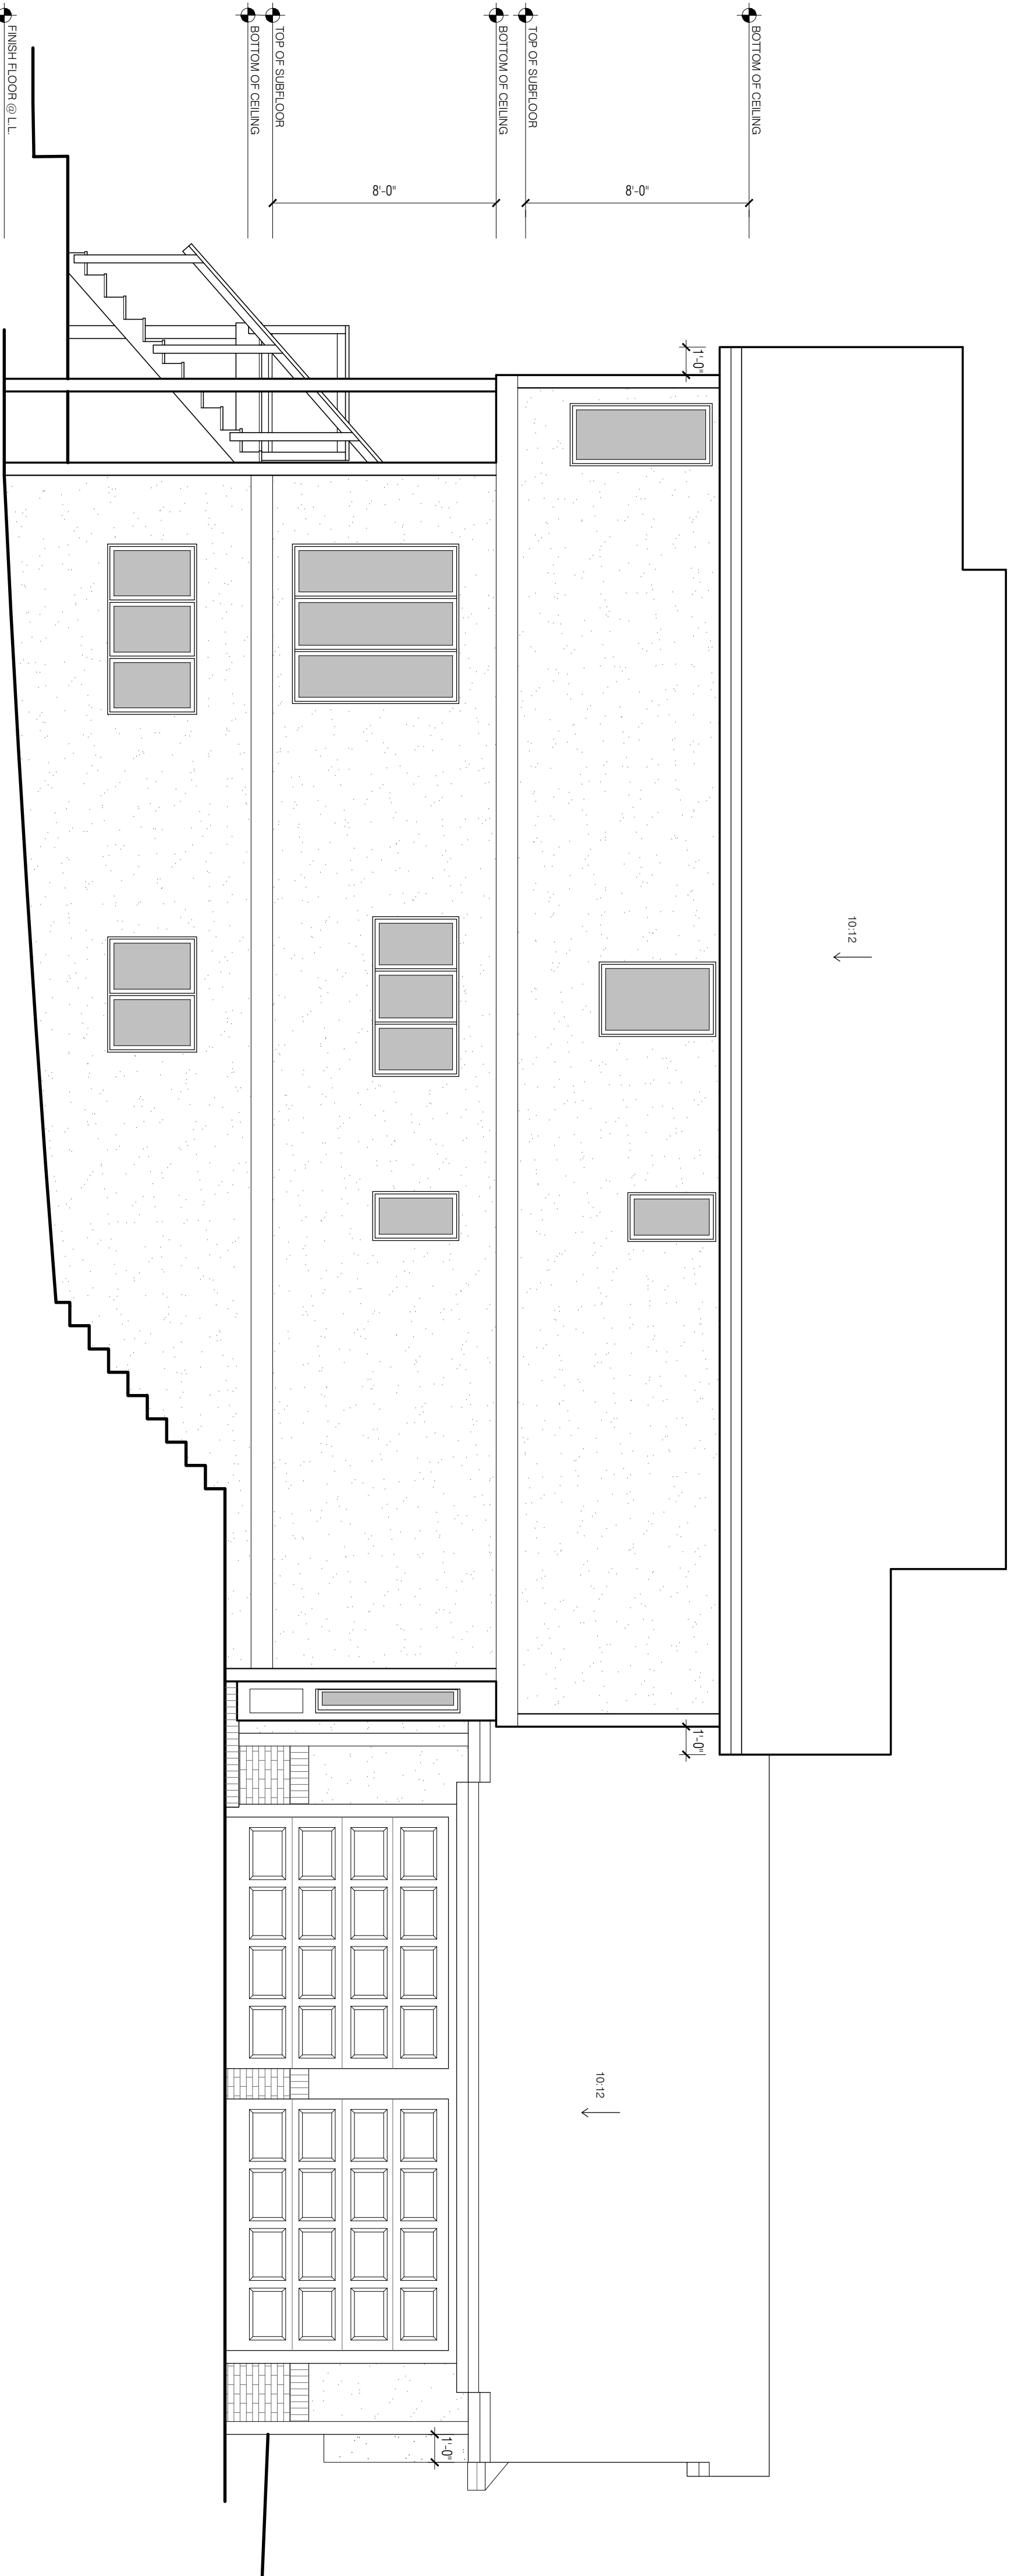 BOTTOM OF CEILING
8'-0"
TOP OF SUBFLOOR
BOTTOM OF CEILING
8'-0"
TOP OF SUBFLOOR
BOTTOM OF CEILING
FINISH FLOOR @ L.L.
10:12
1'-0"
1'-0"
10:12
1'-0"